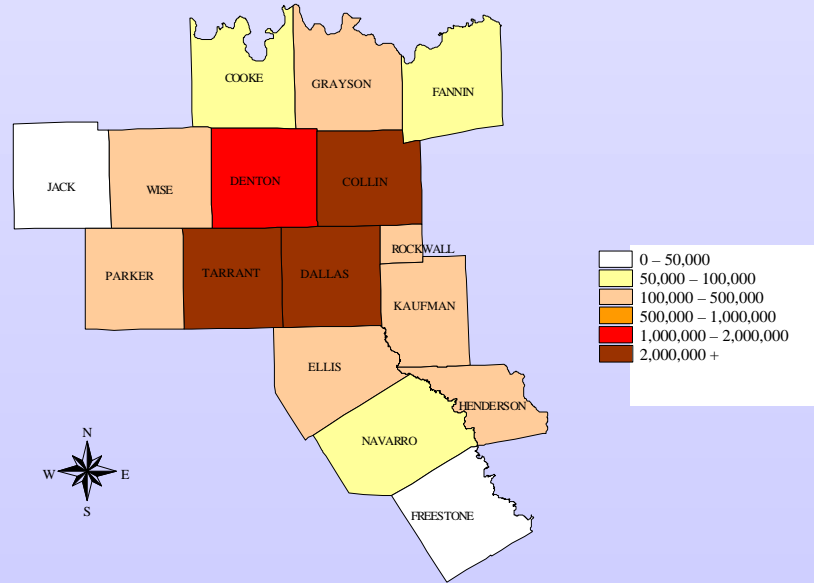 COOKE
GRAYSON
FANNIN
JACK
WISE
DENTON
COLLIN
PARKER
TARRANT
DALLAS
ROCKWALL
KAUFMAN
ELLIS
HENDERSON
NAVARRO
FREESTONE
0 – 50,000
50,000 – 100,000
100,000 – 500,000
500,000 – 1,000,000
1,000,000 – 2,000,000
2,000,000 +
N
W E
S